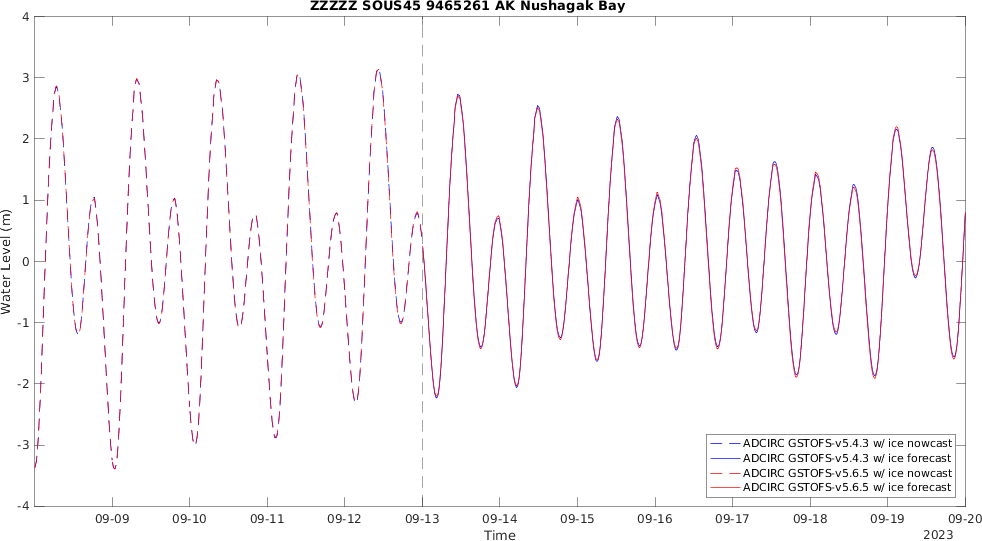 ZZZZZ SOUS45 9465261 AK Nushagak Bay
4
3
2
1
0
-1
-2
-3
-4
Water Level (m)
ADCIRC GSTOFS-v5.4.3 w/ ice nowcast
ADCIRC GSTOFS-v5.4.3 w/ ice forecast
ADCIRC GSTOFS-v5.6.5 w/ ice nowcast
ADCIRC GSTOFS-v5.6.5 w/ ice forecast
09-09 09-10 09-11 09-12 09-13 09-14 09-15 09-16 09-17 09-18 09-19 09-20
Time
2023